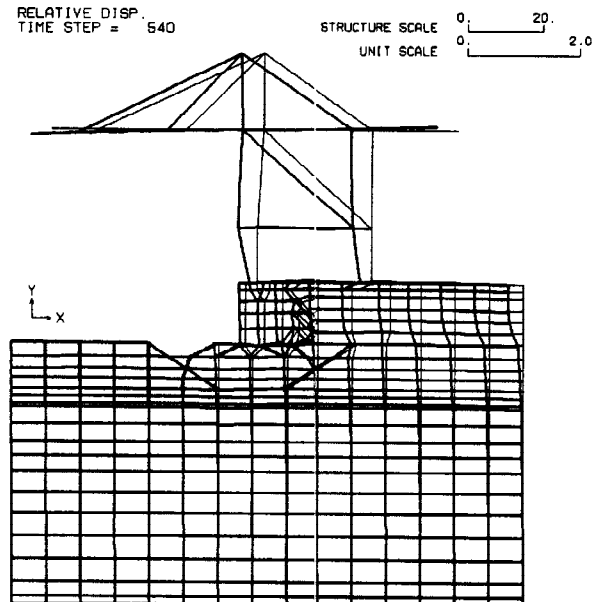 RELATIVE DISP.
TIME STEP = 540
STRUCTURE SCALE 0. 20.
UNIT SCALE 0. 2.0
Y
X